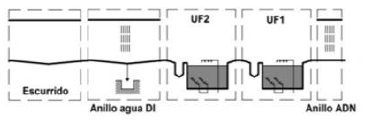 UF2
UF1
Escurrido
Anillo agua DI
Anillo ADN